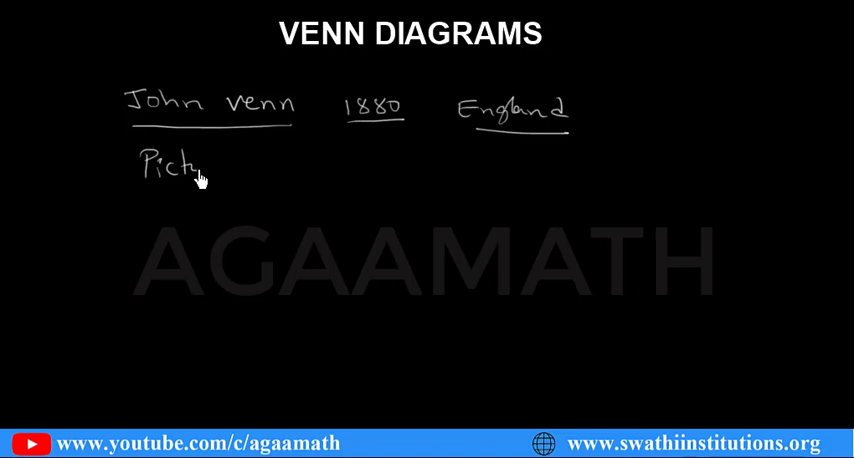 VENN DIAGRAMS
John Venn 1880 England
Pict
AGAAMATH
www.youtube.com/c/agaamath www.swathiinstitutions.org